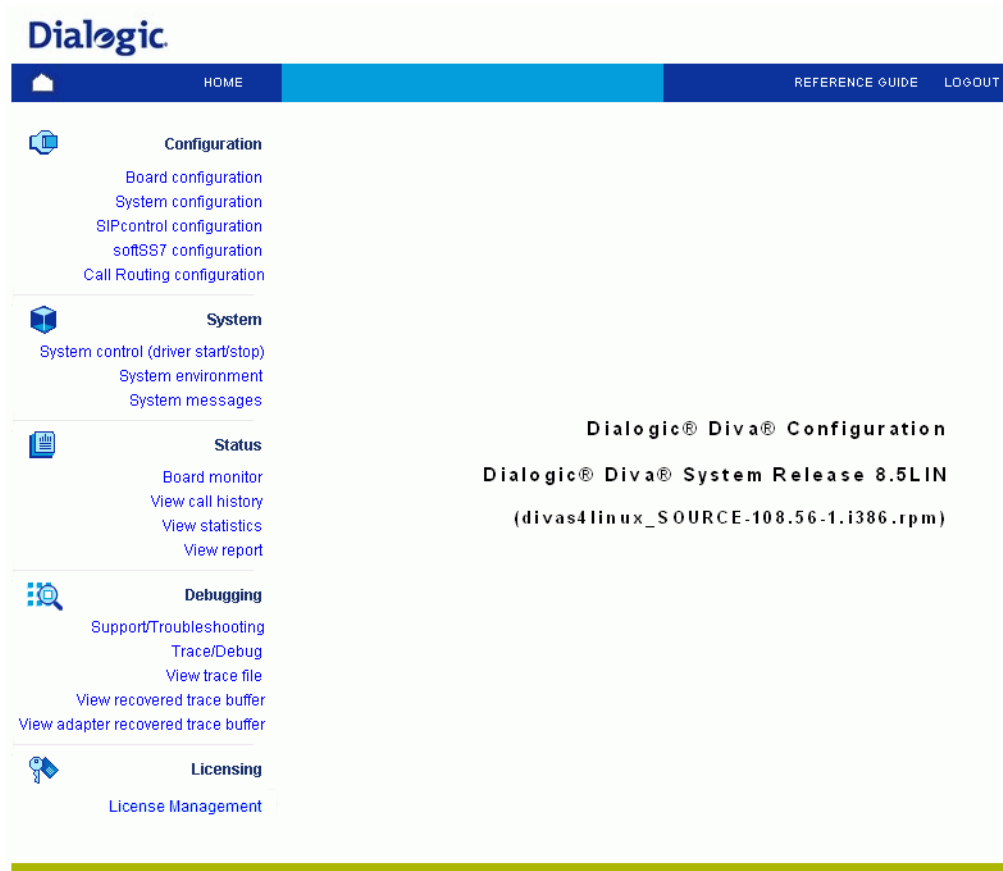 Dialogic.
HOME
REFERENCE GUIDE LOGOUT
Configuration
Board configuration
System configuration
SIPcontrol configuration
softSS7 configuration
Call Routing configuration
System
System control (driver start/stop)
System environment
System messages
Status
Board monitor
View call history
View statistics
View report
Debugging
Support/Troubleshooting
Trace/Debug
View trace file
View recovered trace buffer
View adapter recovered trace buffer
Licensing
License Management
Dialogic® Diva® Configuration
Dialogic® Diva® System Release 8.5LIN
(divas4linux_SOURCE-108.56-1.i386.rpm)